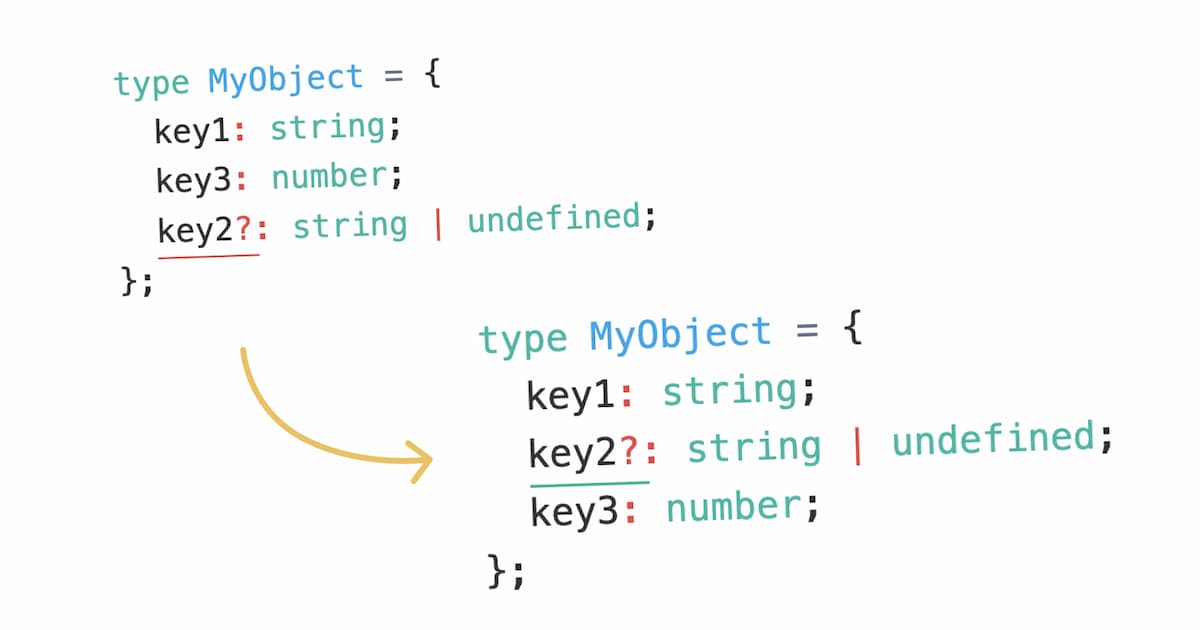 type MyObject = {
key1: string;
key3: number;
key2?: string | undefined;
};
type MyObject = {
key1: string;
key2?: string | undefined;
key3: number;
};